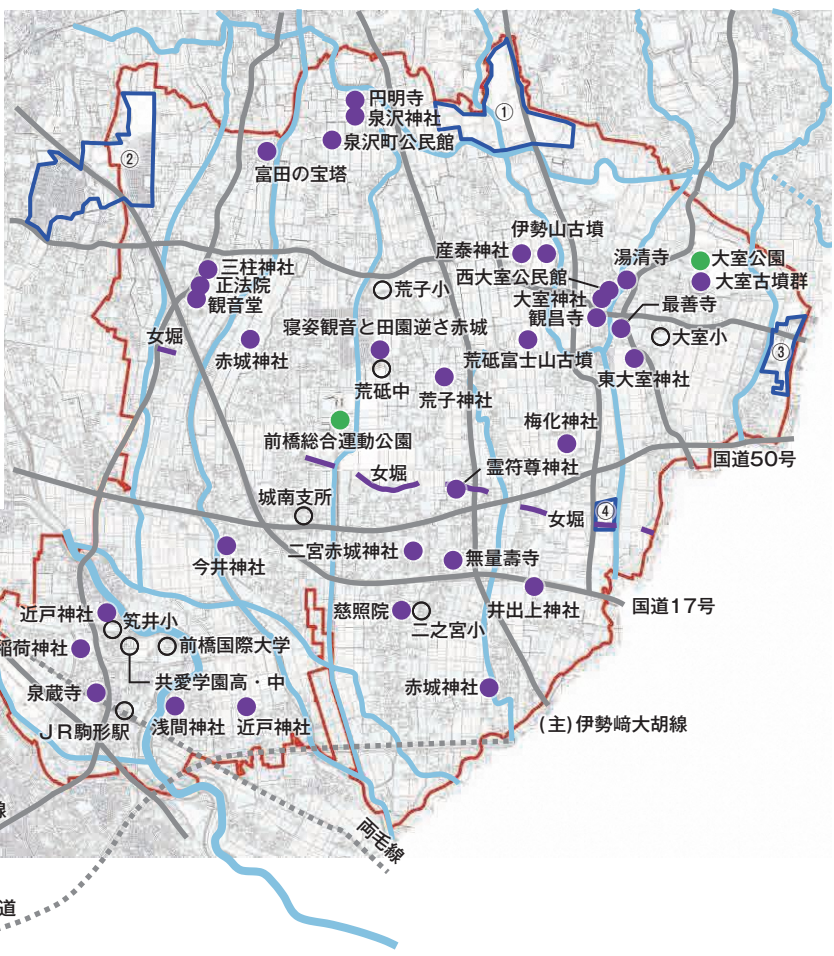 円明寺
泉沢神社
①
泉沢町公民館
②
富田の宝塔
伊勢山古墳
産泰神社
湯清寺
大室公園
三柱神社
西大室公民館
大室古墳群
正法院
荒子小
大室神社
最善寺
観音堂
観昌寺
寝姿観音と田園逆さ赤城
女堀
大室小
赤城神社
荒砥富士山古墳
③
東大室神社
荒砥中
荒子神社
梅化神社
前橋総合運動公園
国道50号
女堀
霊符尊神社
城南支所
④
女堀
二宮赤城神社
無量壽寺
今井神社
近戸神社
慈照院
国道17号
笂井小
二之宮小
井出上神社
稲荷神社
前橋国際大学
共愛学園高・中
赤城神社
泉蔵寺
JR駒形駅
浅間神社
近戸神社
(主)伊勢﨑大胡線
線
両毛線
道